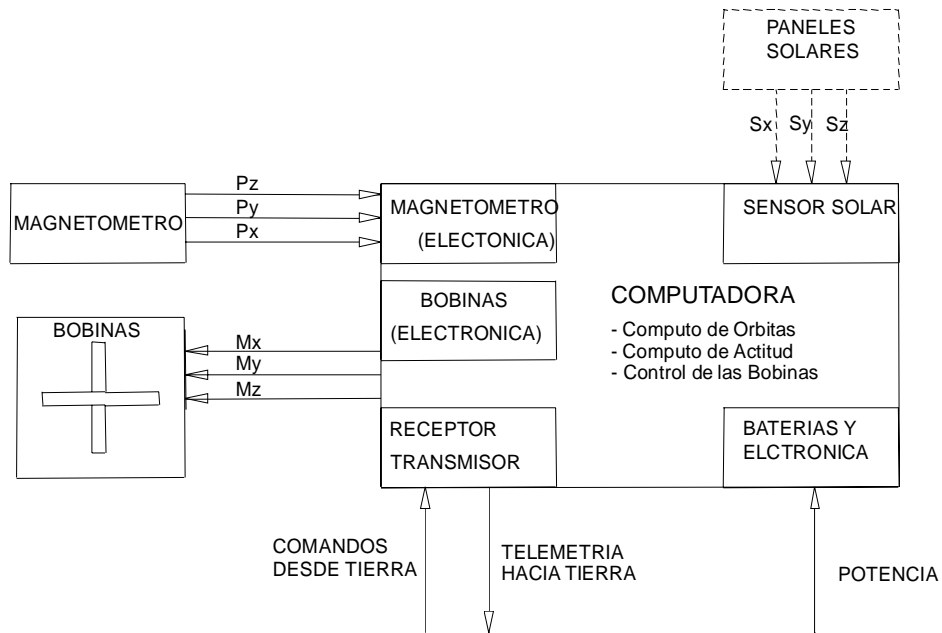 PANELES
SOLARES
Sx
Sy
Sz
Pz
Py
Px
MAGNETOMETRO
MAGNETOMETRO
(ELECTONICA)
SENSOR SOLAR
BOBINAS
(ELECTRONICA)
COMPUTADORA
- Computo de Orbitas
- Computo de Actitud
- Control de las Bobinas
BOBINAS
Mx
My
Mz
RECEPTOR
TRANSMISOR
BATERIAS Y
ELCTRONICA
COMANDOS
DESDE TIERRA
TELEMETRIA
HACIA TIERRA
POTENCIA